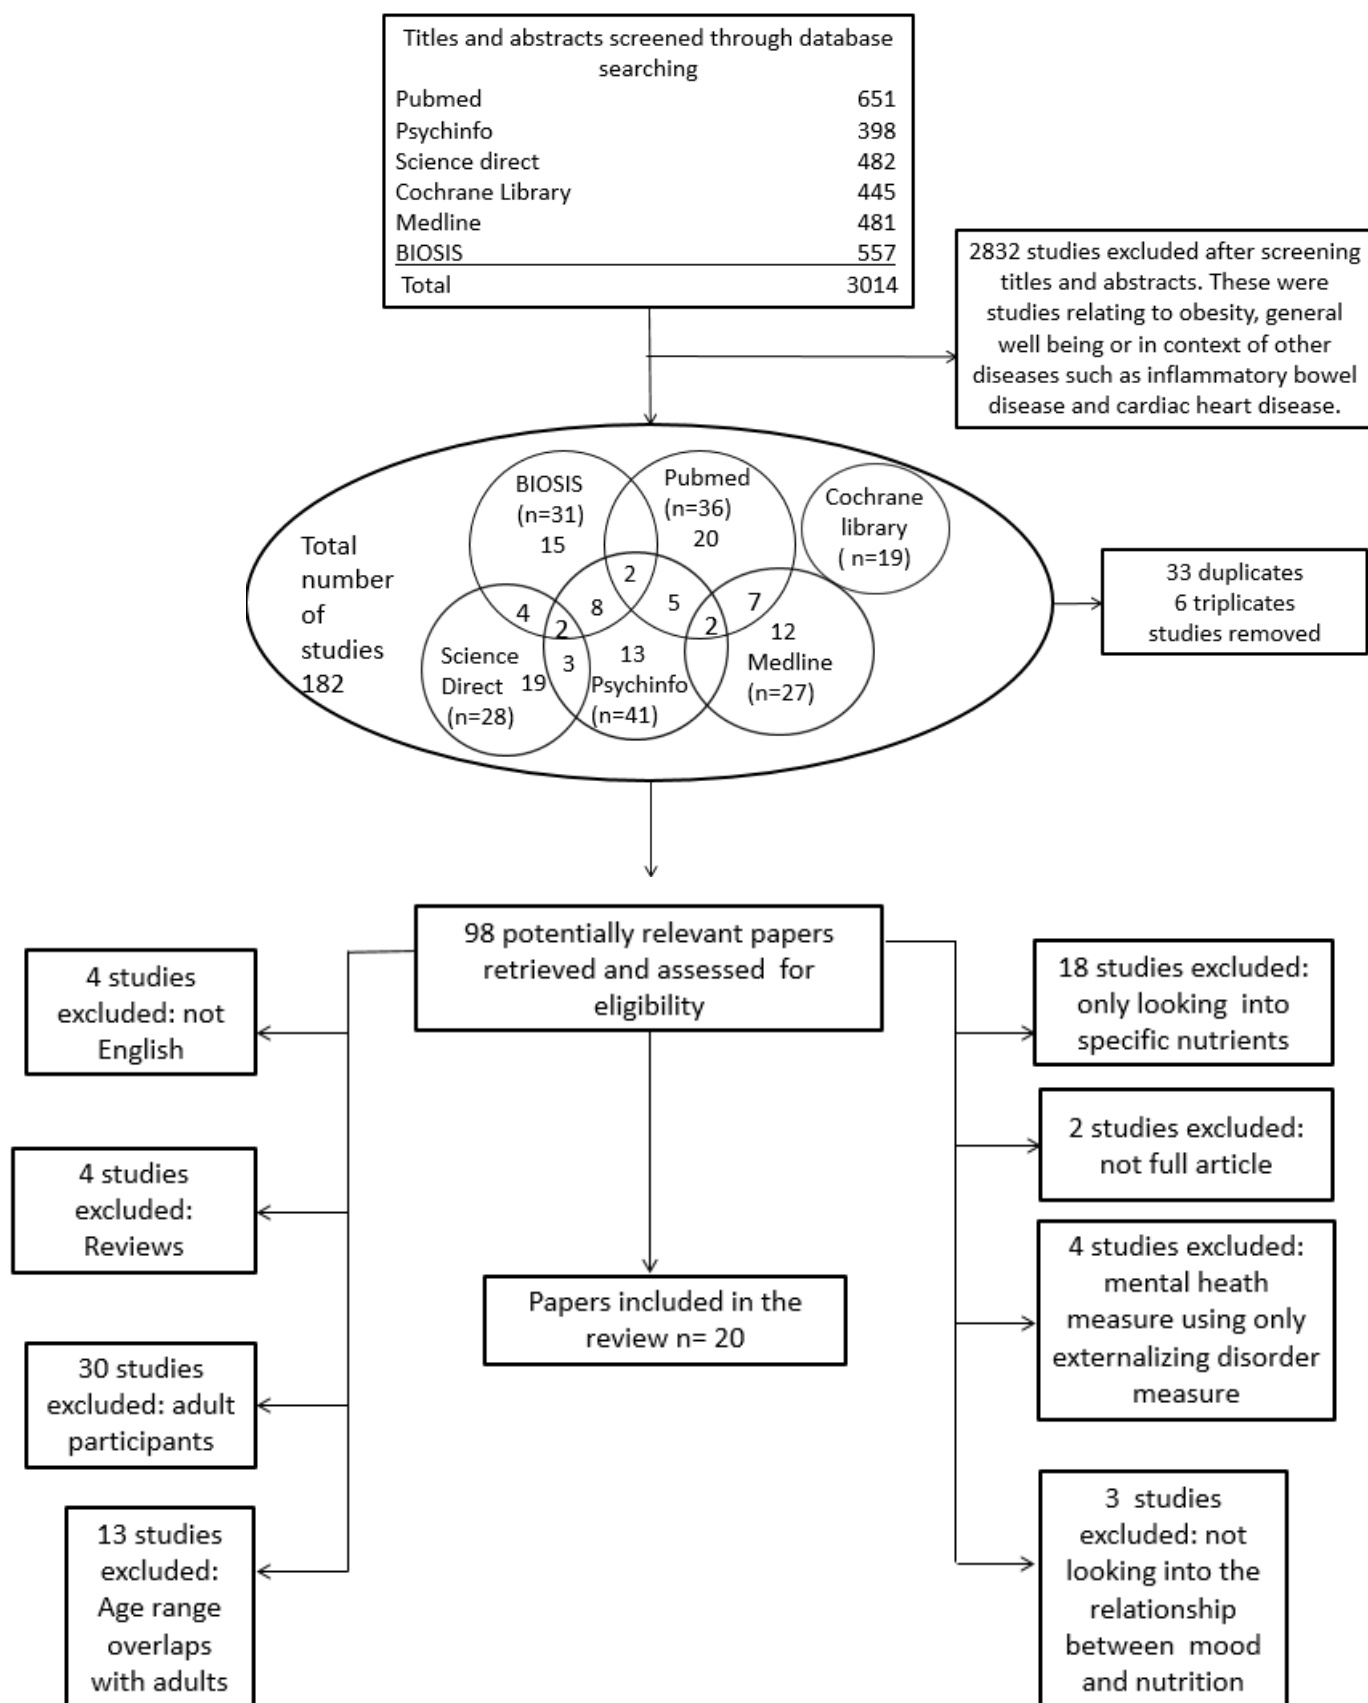 Titles and abstracts screened through database
searching
Pubmed 651
Psychinfo 398
Science direct 482
Cochrane Library 445
Medline 481
BIOSIS 557
Total 3014
2832 studies excluded after screening
titles and abstracts. These were
studies relating to obesity, general
well being or in context of other
diseases such as inflammatory bowel
disease and cardiac heart disease.
Total
number
of
studies
182
BIOSIS
(n=31)
15
Pubmed
(n=36)
20
Cochrane
library
( n=19)
2
4
8
5
7
2
2
3
12
Medline
(n=27)
Science
Direct 19
(n=28)
13
Psychinfo
(n=41)
33 duplicates
6 triplicates
studies removed
98 potentially relevant papers
retrieved and assessed for
eligibility
4 studies
excluded: not
English
4 studies
excluded:
Reviews
30 studies
excluded: adult
participants
13 studies
excluded:
Age range
overlaps
with adults
Papers included in the
review n= 20
18 studies excluded:
only looking into
specific nutrients
2 studies excluded:
not full article
4 studies excluded:
mental heath
measure using only
externalizing disorder
measure
3 studies
excluded: not
looking into the
relationship
between mood
and nutrition